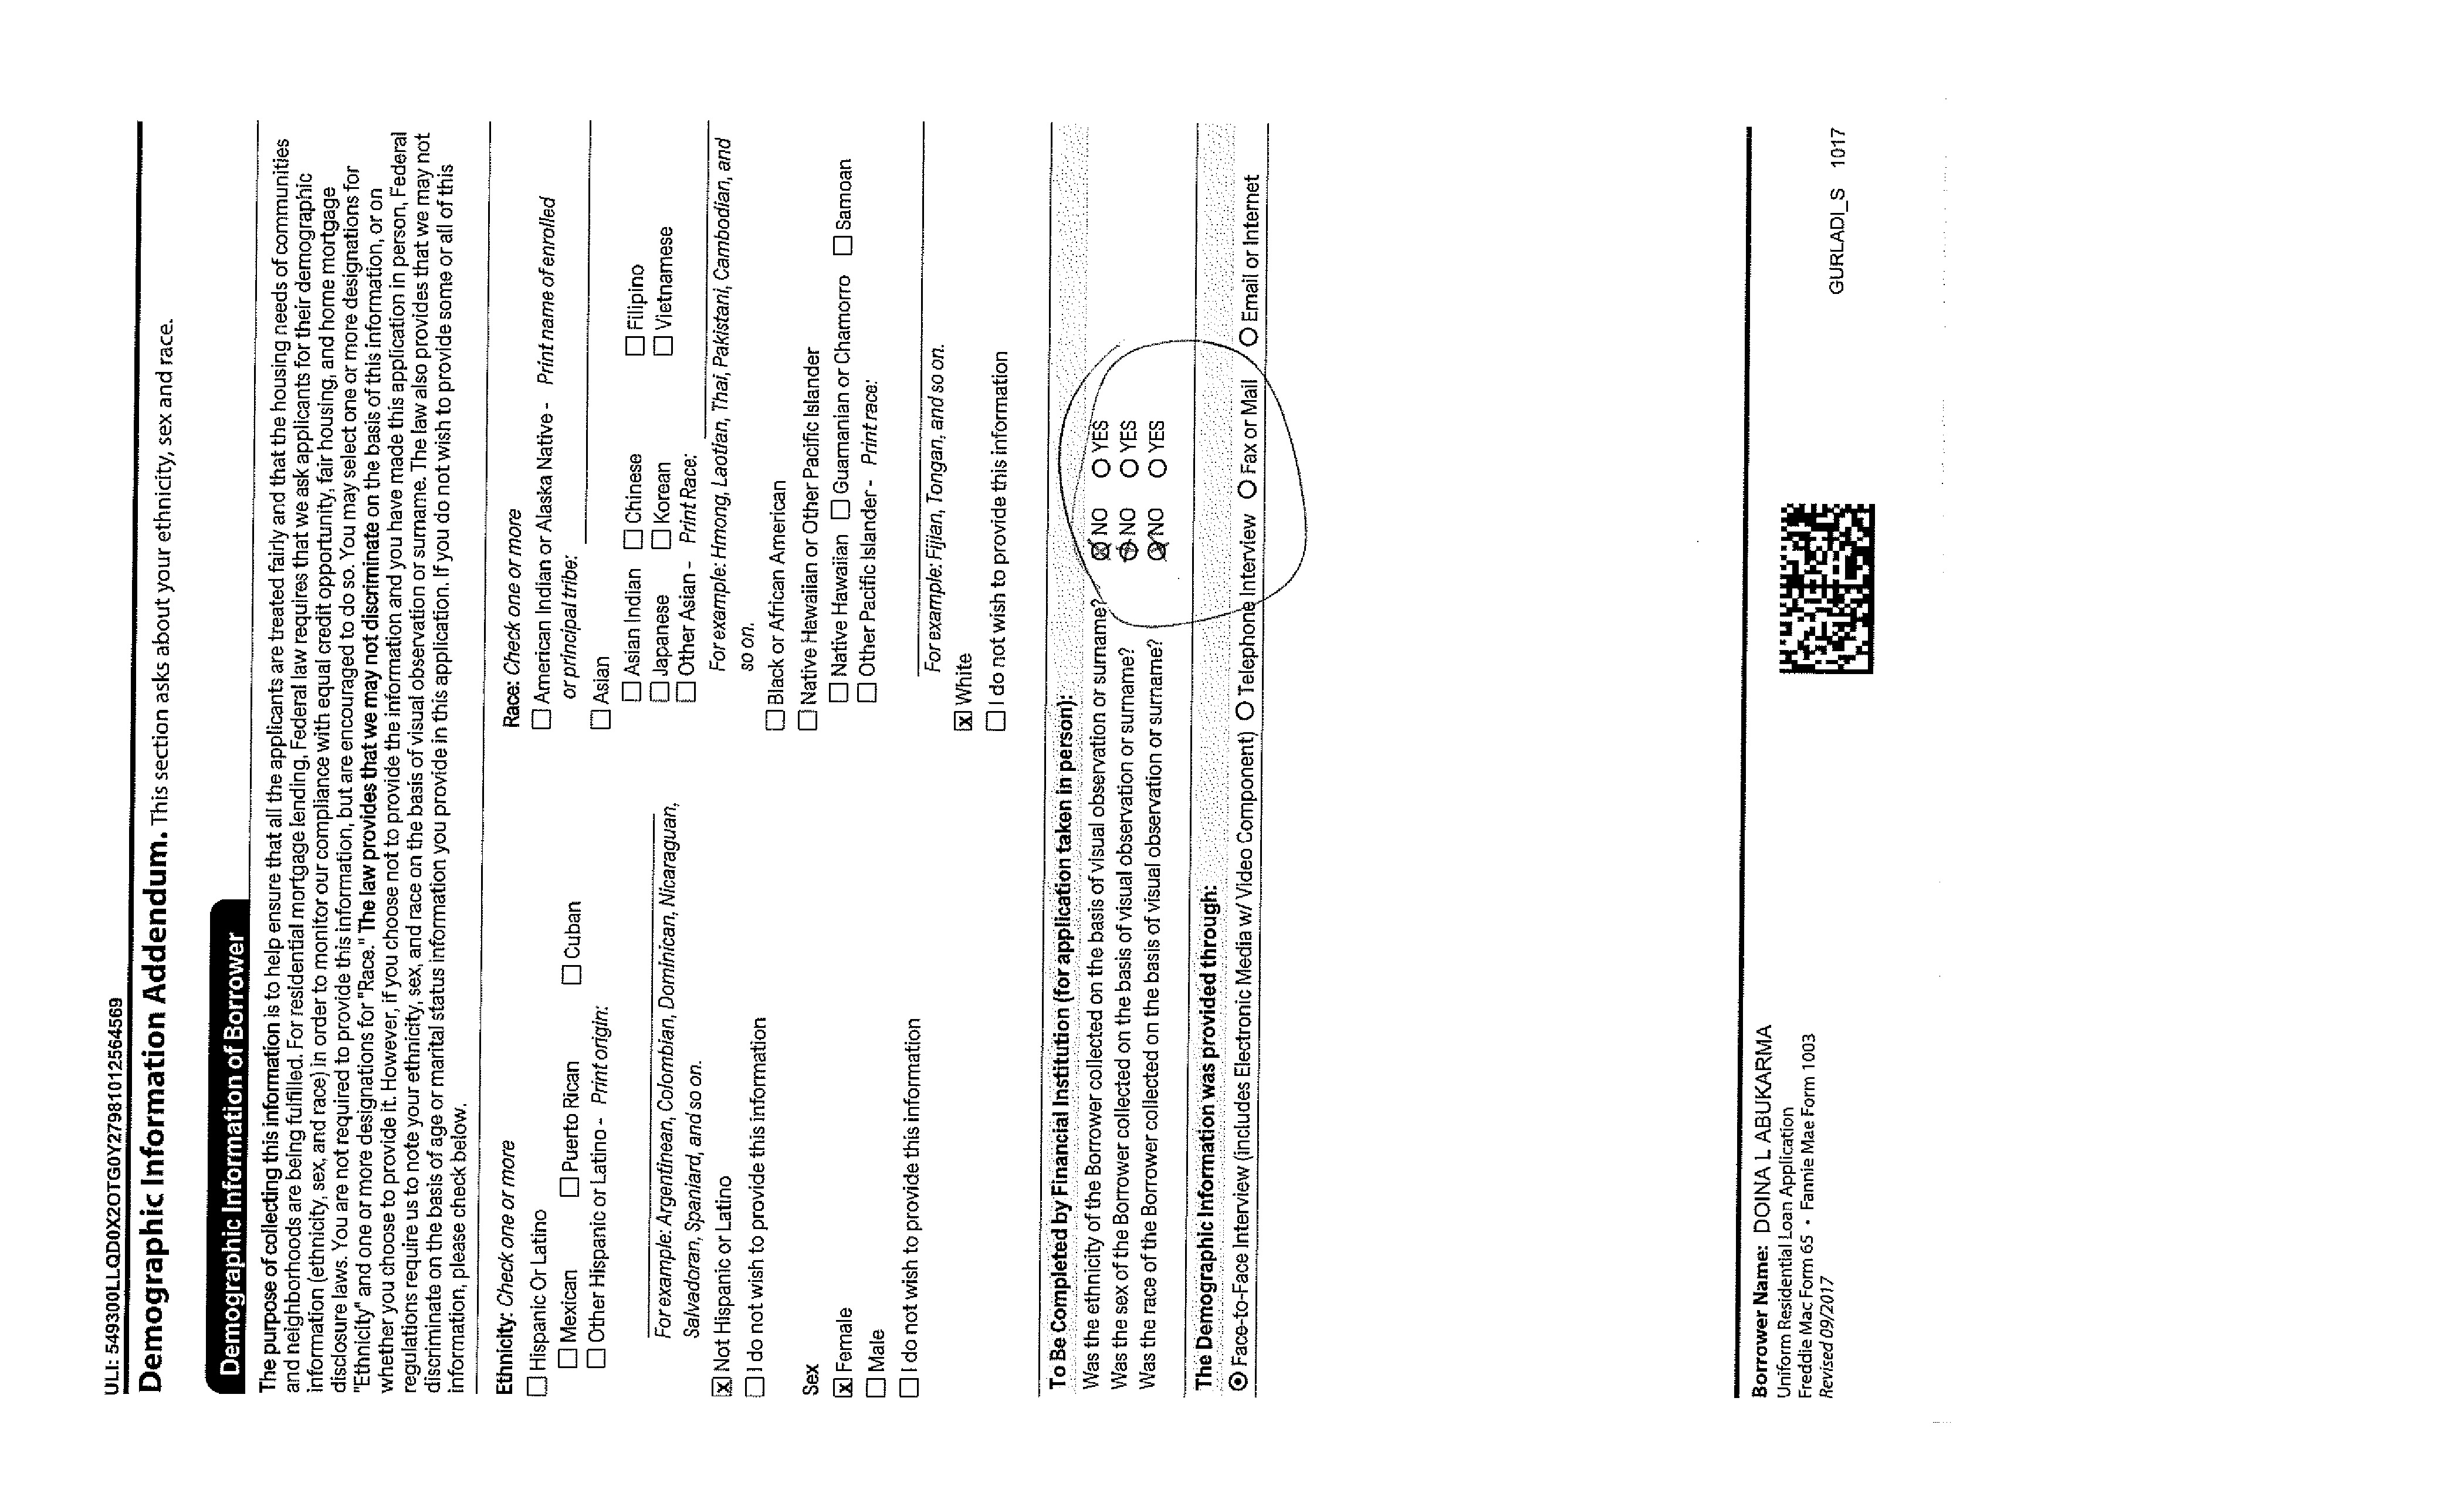 ULI: 549300LLQD0X2OTG0Y27981012564569
Demographic Information Addendum. This section asks about your ethnicity, sex and race.
Demographic Information of Borrower
The purpose of collecting this information is to help ensure that all the applicants are treated fairly and that the housing needs of communities
and neighborhoods are being fulfilled. For residential mortgage lending, Federal law requires that we ask applicants for their demographic
information (ethnicity, sex, and race) in order to monitor our compliance with equal credit opportunity, fair housing, and home mortgage
disclosure laws. You are not required to provide this information, but are encouraged to do so. You may select one or more designations for
"Ethnicity" and one or more designations for "Race." The law provides that we may not discriminate on the basis of this information, or on
whether you choose to provide it. However, if you choose not to provide the information and you have made this application in person, Federal
regulations require us to note your ethnicity, sex, and race on the basis of visual observation or surname. The law also provides that we may not
discriminate on the basis of age or marital status information you provide in this application. If you do not wish to provide some or all of this
information, please check below.
Ethnicity: Check one or more
Hispanic Or Latino
Mexican Puerto Rican Cuban
Other Hispanic or Latino - Print origin:
For example: Argentinean, Colombian, Dominican, Nicaraguan,
Salvadoran, Spaniard, and so on.
X Not Hispanic or Latino
I do not wish to provide this information
Sex
X Female
Male
I do not wish to provide this information
Race: Check one or more
American Indian or Alaska Native - Print name of enrolled
or principal tribe:
Asian
Asian Indian Chinese Filipino
Japanese Korean Vietnamese
Other Asian - Print Race:
For example: Hmong, Laotian, Thai, Pakistani, Cambodian, and
so on.
Black or African American
Native Hawaiian or Other Pacific Islander
Native Hawaiian Guamanian or Chamorro Samoan
Other Pacific Islander - Print race:
For example: Fijian, Tongan, and so on.
X White
I do not wish to provide this information
To Be Completed by Financial Institution (for application taken in person):
Was the ethnicity of the Borrower collected on the basis of visual observation or surname? X NO YES
Was the sex of the Borrower collected on the basis of visual observation or surname? X NO YES
Was the race of the Borrower collected on the basis of visual observation or surname? X NO YES
The Demographic Information was provided through:
Face-to-Face Interview (includes Electronic Media w/ Video Component) Telephone Interview Fax or Mail Email or Internet
Borrower Name: DOINA L ABUKARMA
Uniform Residential Loan Application
Freddie Mac Form 65 • Fannie Mae Form 1003
Revised 09/2017
GURLADI_S 1017